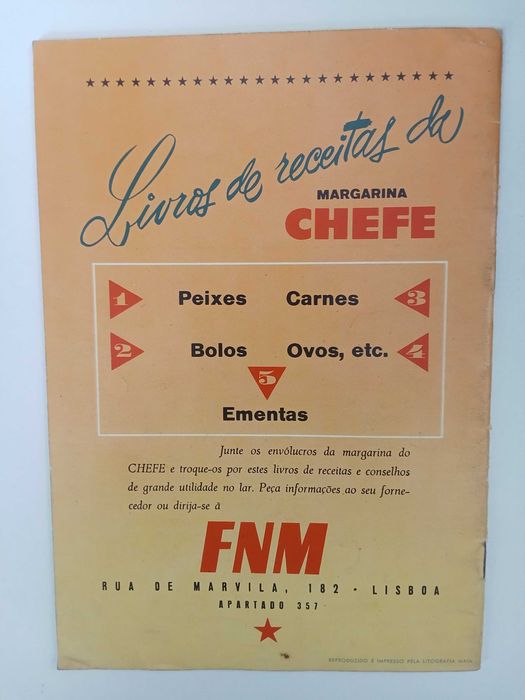 Livros de receitas da
MARGARINA
CHEFE
1 Peixes Carnes 3
2 Bolos Ovos, etc. 4
5
Ementas
Junte os envólucros da margarina do
CHEFE e troque-os por estes livros de receitas e conselhos
de grande utilidade no lar. Peça informações ao seu forne-
cedor ou dirija-se à
FNM
RUA DE MARVILA, 182 · LISBOA
APARTADO 357
REPRODUZIDO E IMPRESSO PELA LITOGRAFIA